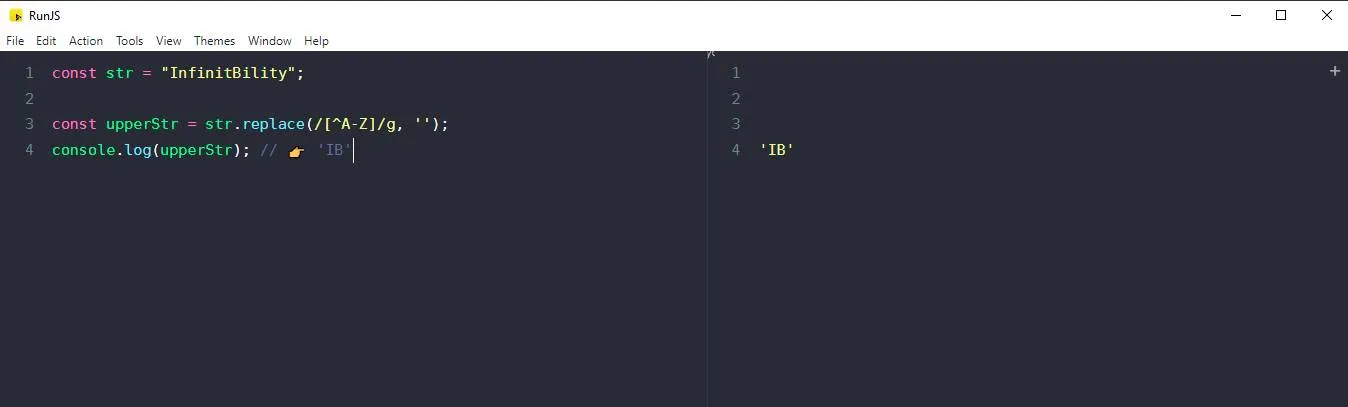 RunJS
File Edit Action Tools View Themes Window Help
1 const str = "InfinitBility";
2
3 const upperStr = str.replace(/[^A-Z]/g, '');
4 console.log(upperStr); // 👉 'IB'
1
2
3
4 'IB'